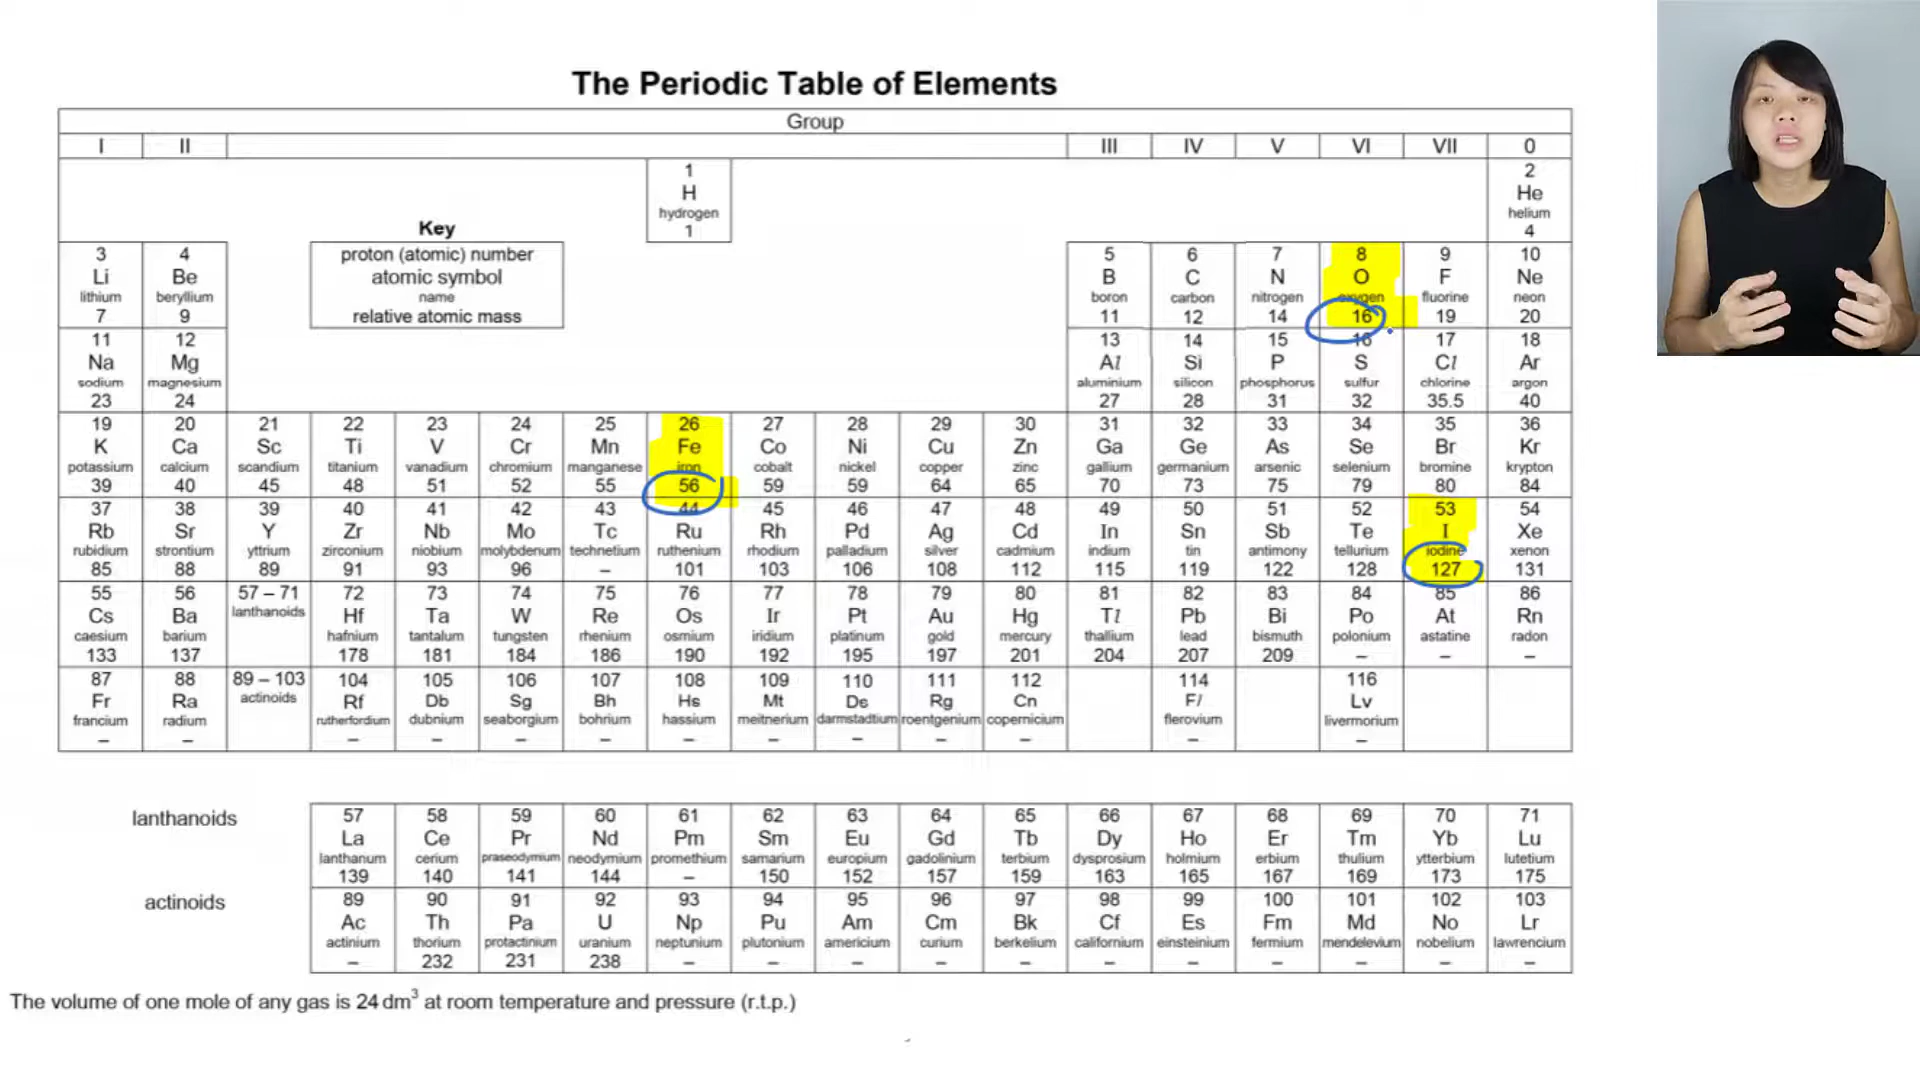 The Periodic Table of Elements
Group
I II III IV V VI VII 0
1 2
H He
hydrogen helium
1 4
Key
proton (atomic) number
atomic symbol
name
relative atomic mass
3 4 5 6 7 8 9 10
Li Be B C N O F Ne
lithium beryllium boron carbon nitrogen oxygen fluorine neon
7 9 11 12 14 16 19 20
11 12 13 14 15 16 17 18
Na Mg Al Si P S Cl Ar
sodium magnesium aluminium silicon phosphorus sulfur chlorine argon
23 24 27 28 31 32 35.5 40
19 20 21 22 23 24 25 26 27 28 29 30 31 32 33 34 35 36
K Ca Sc Ti V Cr Mn Fe Co Ni Cu Zn Ga Ge As Se Br Kr
potassium calcium scandium titanium vanadium chromium manganese iron cobalt nickel copper zinc gallium germanium arsenic selenium bromine krypton
39 40 45 48 51 52 55 56 59 59 64 65 70 73 75 79 80 84
37 38 39 40 41 42 43 44 45 46 47 48 49 50 51 52 53 54
Rb Sr Y Zr Nb Mo Tc Ru Rh Pd Ag Cd In Sn Sb Te I Xe
rubidium strontium yttrium zirconium niobium molybdenum technetium ruthenium rhodium palladium silver cadmium indium tin antimony tellurium iodine xenon
85 88 89 91 93 96 – 101 103 106 108 112 115 119 122 128 127 131
55 56 57 – 71 72 73 74 75 76 77 78 79 80 81 82 83 84 85 86
Cs Ba lanthanoids Hf Ta W Re Os Ir Pt Au Hg Tl Pb Bi Po At Rn
caesium barium hafnium tantalum tungsten rhenium osmium iridium platinum gold mercury thallium lead bismuth polonium astatine radon
133 137 178 181 184 186 190 192 195 197 201 204 207 209 – – –
87 88 89 – 103 104 105 106 107 108 109 110 111 112 114 116
Fr Ra actinoids Rf Db Sg Bh Hs Mt Ds Rg Cn Fl Lv
francium radium rutherfordium dubnium seaborgium bohrium hassium meitnerium darmstadtium roentgenium copernicium flerovium livermorium
– – – – – – – – – – – – –
lanthanoids
57 58 59 60 61 62 63 64 65 66 67 68 69 70 71
La Ce Pr Nd Pm Sm Eu Gd Tb Dy Ho Er Tm Yb Lu
lanthanum cerium praseodymium neodymium promethium samarium europium gadolinium terbium dysprosium holmium erbium thulium ytterbium lutetium
139 140 141 144 – 150 152 157 159 163 165 167 169 173 175
actinoids
89 90 91 92 93 94 95 96 97 98 99 100 101 102 103
Ac Th Pa U Np Pu Am Cm Bk Cf Es Fm Md No Lr
actinium thorium protactinium uranium neptunium plutonium americium curium berkelium californium einsteinium fermium mendelevium nobelium lawrencium
– 232 231 238 – – – – – – – – – – –
The volume of one mole of any gas is 24 dm³ at room temperature and pressure (r.t.p.)